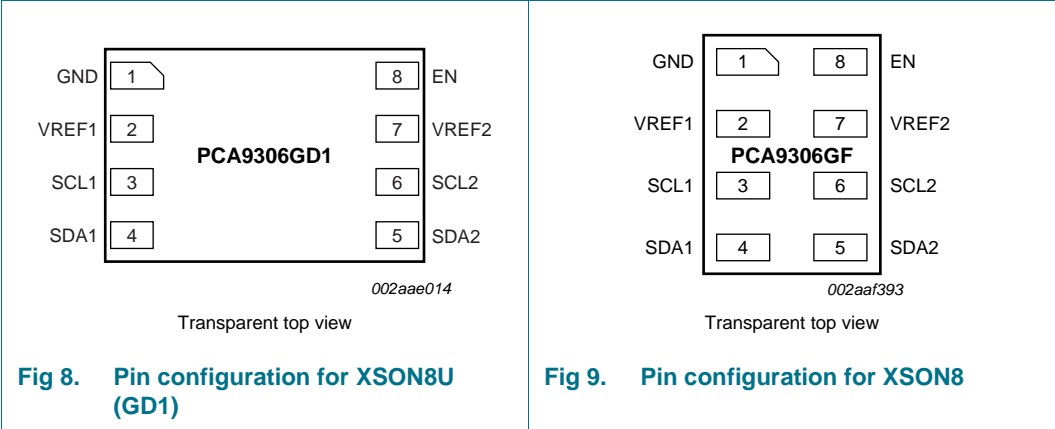 GND 1 8 EN
VREF1 2 7 VREF2
PCA9306GD1
SCL1 3 6 SCL2
SDA1 4 5 SDA2
002aae014
Transparent top view
Fig 8. Pin configuration for XSON8U
(GD1)
GND 1 8 EN
VREF1 2 7 VREF2
PCA9306GF
SCL1 3 6 SCL2
SDA1 4 5 SDA2
002aaf393
Transparent top view
Fig 9. Pin configuration for XSON8